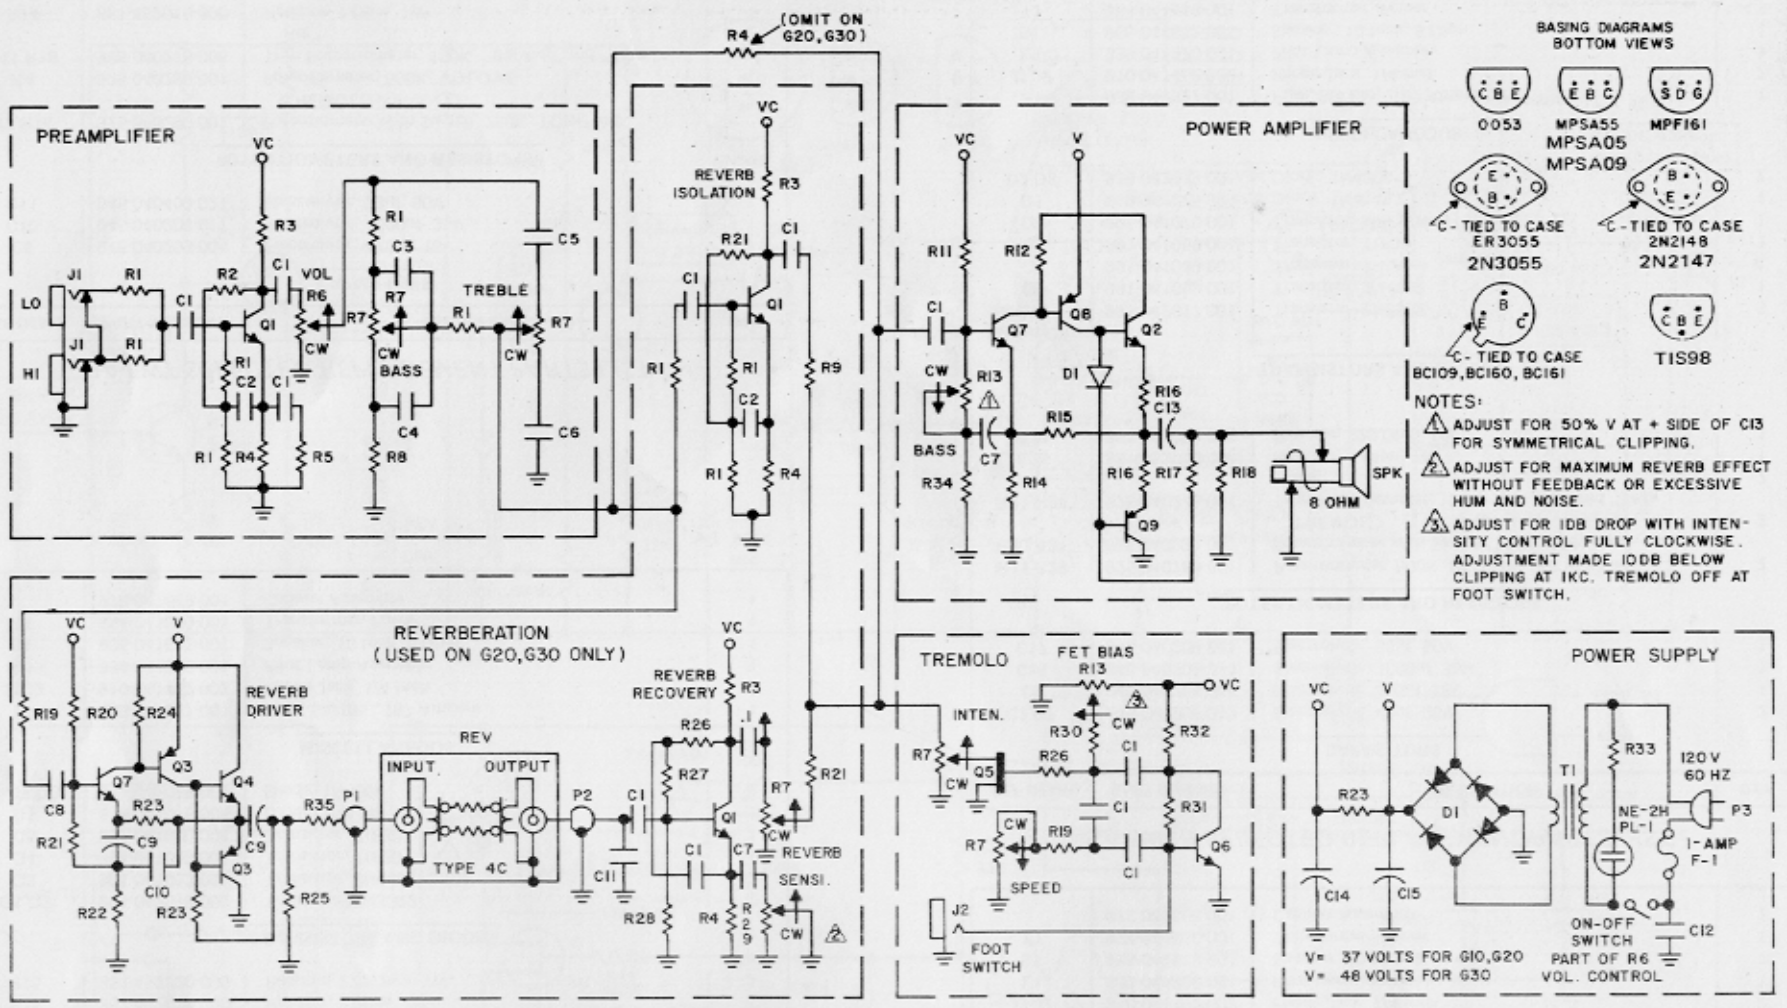 R4
(OMIT ON
G20,G30)
BASING DIAGRAMS
BOTTOM VIEWS
C B E
E B C
S D G
0053
MPSA55
MPF161
MPSA05
MPSA09
E
B
B
E
C - TIED TO CASE
ER3055
2N3055
C - TIED TO CASE
2N2148
2N2147
B
E
C
C - TIED TO CASE
BC109,BC160, BC161
C B E
TIS98
NOTES:
1 ADJUST FOR 50% V AT + SIDE OF C13
FOR SYMMETRICAL CLIPPING.
2 ADJUST FOR MAXIMUM REVERB EFFECT
WITHOUT FEEDBACK OR EXCESSIVE
HUM AND NOISE.
3 ADJUST FOR 1DB DROP WITH INTEN-
SITY CONTROL FULLY CLOCKWISE.
ADJUSTMENT MADE 10DB BELOW
CLIPPING AT 1KC. TREMOLO OFF AT
FOOT SWITCH.
PREAMPLIFIER
VC
R3
J1
R1
LO
C1
R2
C1
VOL
R6
Q1
CW
J1
R1
HI
R1
C2
C1
R1
R4
R5
R1
C3
R7
R7
CW
BASS
C4
R8
R1
TREBLE
CW
R7
C5
C6
VC
REVERB
ISOLATION
R3
R21
C1
C1
Q1
R1
R1
C2
R9
R1
R4
POWER AMPLIFIER
VC
V
R11
R12
C1
Q7
Q8
Q2
D1
CW
R13
1
R16
C13
R15
BASS
C7
R34
R14
R16
R17
R18
Q9
SPK
8 OHM
REVERBERATION
(USED ON G20,G30 ONLY)
VC
V
R19
R20
R24
REVERB
DRIVER
Q7
Q3
Q4
C8
R23
R21
C9
C9
C10
Q3
R22
R23
R25
R35
P1
REV
INPUT
OUTPUT
TYPE 4C
P2
C1
C11
REVERB
RECOVERY
VC
R3
R26
.1
R27
R7
R21
Q1
CW
C1
C7
REVERB
SENSI.
R28
R4
R29
CW
2
TREMOLO
FET BIAS
R13
3
VC
INTEN.
CW
R30
R32
R7
Q5
R26
C1
CW
C1
R31
CW
R7
R19
C1
Q6
SPEED
J2
FOOT
SWITCH
POWER SUPPLY
VC
V
R23
D1
T1
R33
120 V
60 HZ
NE-2H
PL-1
P3
1-AMP
F-1
C14
C15
ON-OFF
SWITCH
PART OF R6
VOL. CONTROL
C12
V= 37 VOLTS FOR G10,G20
V= 48 VOLTS FOR G30